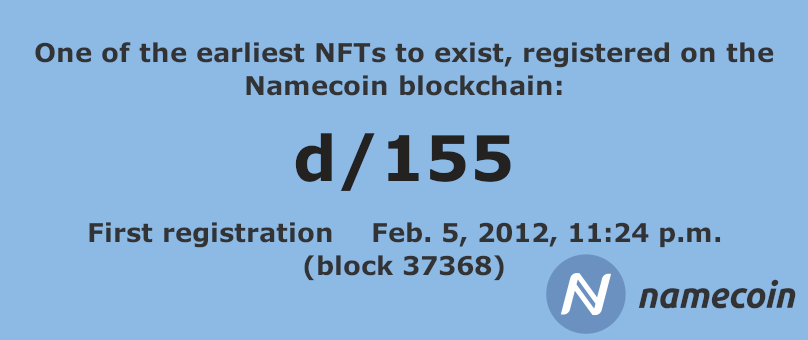 One of the earliest NFTs to exist, registered on the
Namecoin blockchain:
d/155
First registration Feb. 5, 2012, 11:24 p.m.
(block 37368)
namecoin